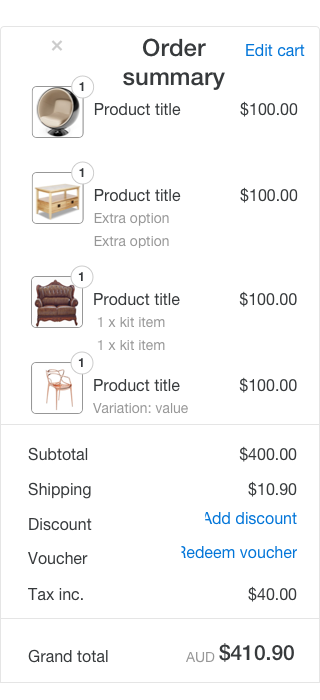 ×
Order
summary
Edit cart
1
Product title $100.00
1
Product title $100.00
Extra option
Extra option
1
Product title $100.00
1 x kit item
1 x kit item
1
Product title $100.00
Variation: value
Subtotal $400.00
Shipping $10.90
Discount Add discount
Voucher Redeem voucher
Tax inc. $40.00
Grand total AUD $410.90